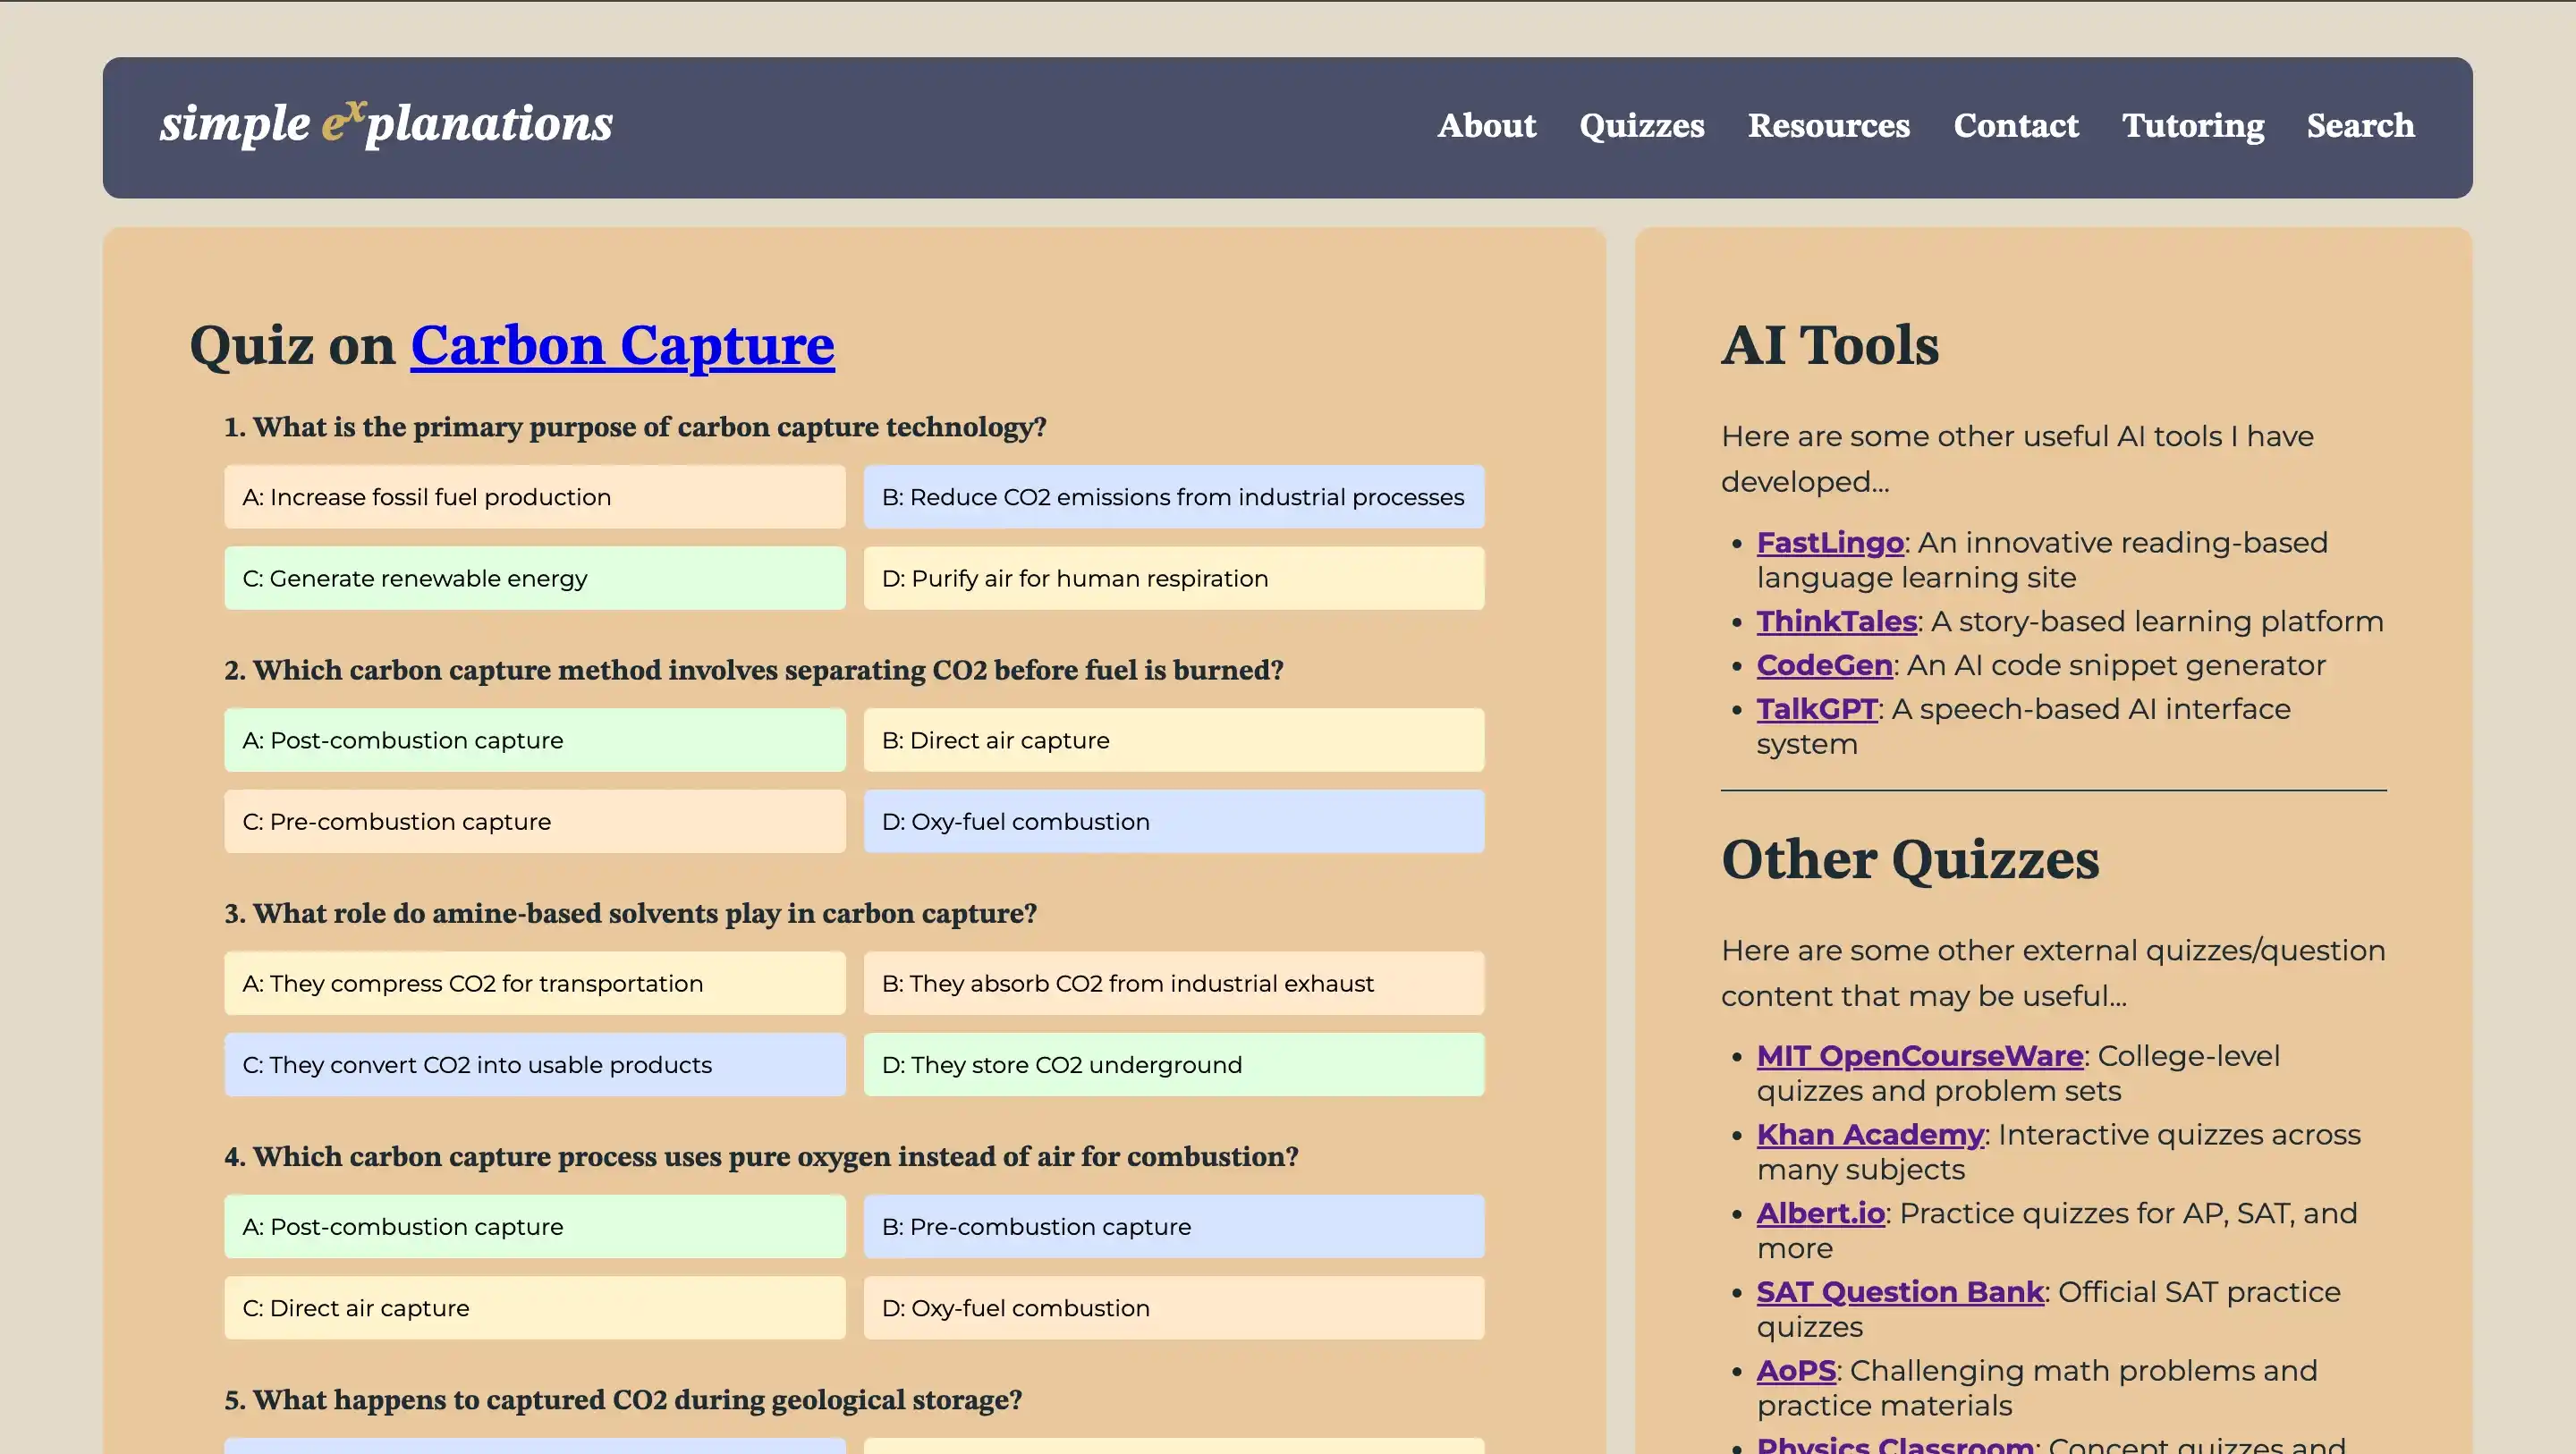 simple explanations
About Quizzes Resources Contact Tutoring Search
Quiz on Carbon Capture
1. What is the primary purpose of carbon capture technology?
A: Increase fossil fuel production
B: Reduce CO2 emissions from industrial processes
C: Generate renewable energy
D: Purify air for human respiration
2. Which carbon capture method involves separating CO2 before fuel is burned?
A: Post-combustion capture
B: Direct air capture
C: Pre-combustion capture
D: Oxy-fuel combustion
3. What role do amine-based solvents play in carbon capture?
A: They compress CO2 for transportation
B: They absorb CO2 from industrial exhaust
C: They convert CO2 into usable products
D: They store CO2 underground
4. Which carbon capture process uses pure oxygen instead of air for combustion?
A: Post-combustion capture
B: Pre-combustion capture
C: Direct air capture
D: Oxy-fuel combustion
5. What happens to captured CO2 during geological storage?
AI Tools
Here are some other useful AI tools I have
developed...
FastLingo: An innovative reading-based
language learning site
ThinkTales: A story-based learning platform
CodeGen: An AI code snippet generator
TalkGPT: A speech-based AI interface
system
Other Quizzes
Here are some other external quizzes/question
content that may be useful...
MIT OpenCourseWare: College-level
quizzes and problem sets
Khan Academy: Interactive quizzes across
many subjects
Albert.io: Practice quizzes for AP, SAT, and
more
SAT Question Bank: Official SAT practice
quizzes
AoPS: Challenging math problems and
practice materials
Physics Classroom: Concept quizzes and